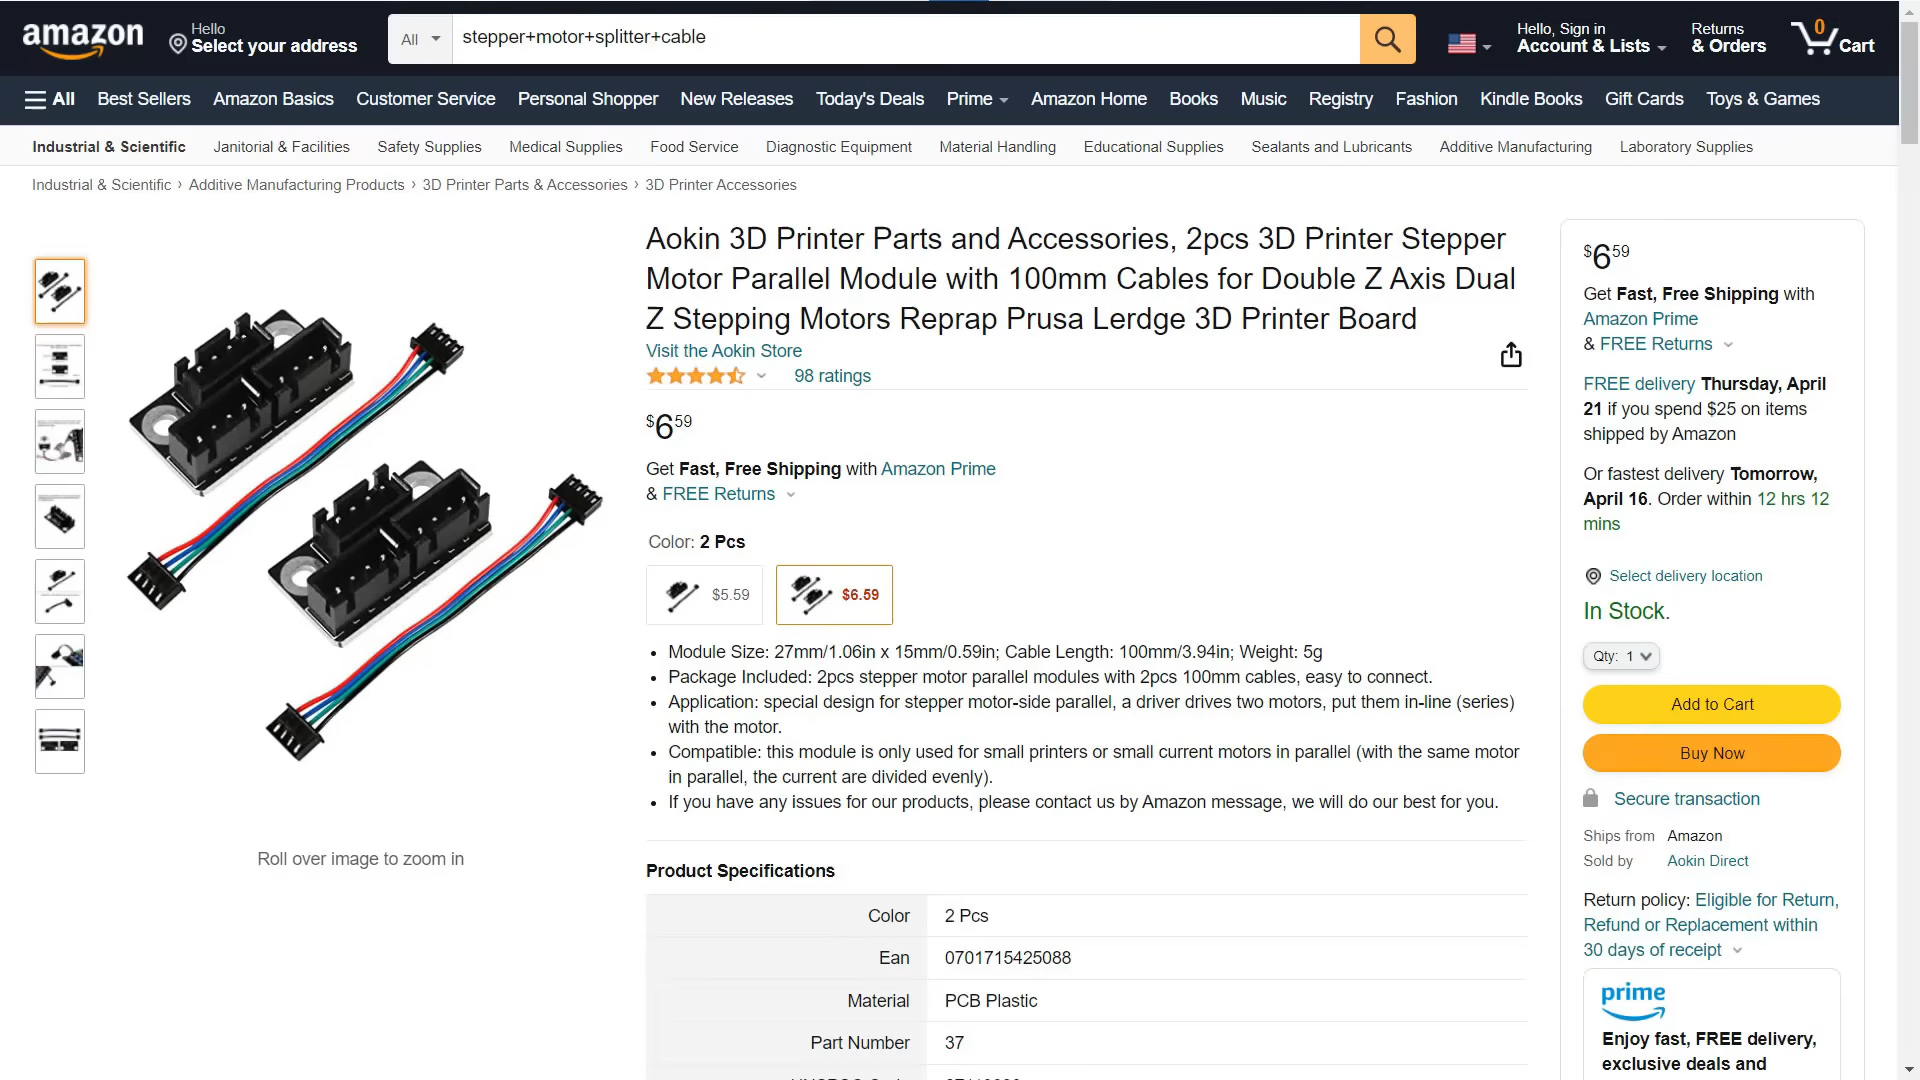 amazon
Hello
Select your address
All
stepper+motor+splitter+cable
Hello, Sign in
Account & Lists
Returns
& Orders
0
Cart
All
Best Sellers
Amazon Basics
Customer Service
Personal Shopper
New Releases
Today's Deals
Prime
Amazon Home
Books
Music
Registry
Fashion
Kindle Books
Gift Cards
Toys & Games
Industrial & Scientific
Janitorial & Facilities
Safety Supplies
Medical Supplies
Food Service
Diagnostic Equipment
Material Handling
Educational Supplies
Sealants and Lubricants
Additive Manufacturing
Laboratory Supplies
Industrial & Scientific › Additive Manufacturing Products › 3D Printer Parts & Accessories › 3D Printer Accessories
Roll over image to zoom in
Aokin 3D Printer Parts and Accessories, 2pcs 3D Printer Stepper
Motor Parallel Module with 100mm Cables for Double Z Axis Dual
Z Stepping Motors Reprap Prusa Lerdge 3D Printer Board
Visit the Aokin Store
98 ratings
$6 59
Get Fast, Free Shipping with Amazon Prime
& FREE Returns
Color: 2 Pcs
$5.59
$6.59
• Module Size: 27mm/1.06in x 15mm/0.59in; Cable Length: 100mm/3.94in; Weight: 5g
• Package Included: 2pcs stepper motor parallel modules with 2pcs 100mm cables, easy to connect.
• Application: special design for stepper motor-side parallel, a driver drives two motors, put them in-line (series)
with the motor.
• Compatible: this module is only used for small printers or small current motors in parallel (with the same motor
in parallel, the current are divided evenly).
• If you have any issues for our products, please contact us by Amazon message, we will do our best for you.
Product Specifications
Color 2 Pcs
Ean 0701715425088
Material PCB Plastic
Part Number 37
$6 59
Get Fast, Free Shipping with
Amazon Prime
& FREE Returns
FREE delivery Thursday, April
21 if you spend $25 on items
shipped by Amazon
Or fastest delivery Tomorrow,
April 16. Order within 12 hrs 12
mins
Select delivery location
In Stock.
Qty: 1
Add to Cart
Buy Now
Secure transaction
Ships from Amazon
Sold by Aokin Direct
Return policy: Eligible for Return,
Refund or Replacement within
30 days of receipt
prime
Enjoy fast, FREE delivery,
exclusive deals and